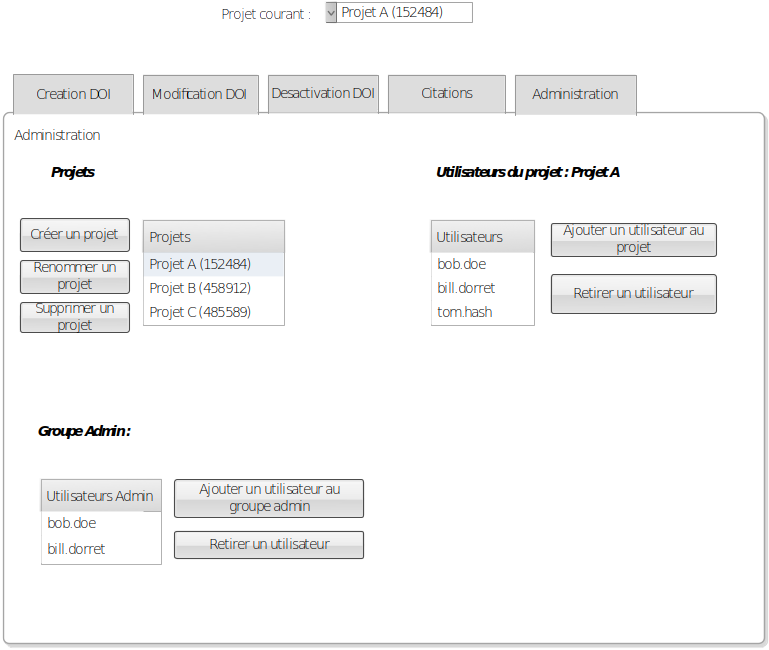 Projet courant :
Projet A (152484)
Creation DOI
Modification DOI
Desactivation DOI
Citations
Administration
Administration
Projets
Utilisateurs du projet : Projet A
Créer un projet
Renommer un
projet
Supprimer un
projet
Projets
Projet A (152484)
Projet B (458912)
Projet C (485589)
Utilisateurs
bob.doe
bill.dorret
tom.hash
Ajouter un utilisateur au
projet
Retirer un utilisateur
Groupe Admin :
Utilisateurs Admin
bob.doe
bill.dorret
Ajouter un utilisateur au
groupe admin
Retirer un utilisateur